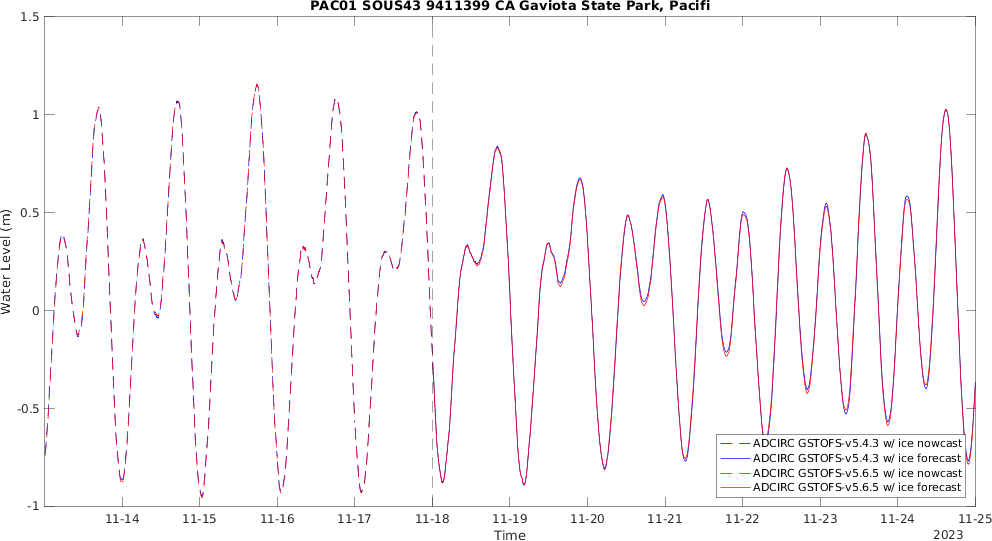 PAC01 SOUS43 9411399 CA Gaviota State Park, Pacifi
1.5
1
0.5
0
-0.5
-1
Water Level (m)
11-14 11-15 11-16 11-17 11-18 11-19 11-20 11-21 11-22 11-23 11-24 11-25
Time
2023
ADCIRC GSTOFS-v5.4.3 w/ ice nowcast
ADCIRC GSTOFS-v5.4.3 w/ ice forecast
ADCIRC GSTOFS-v5.6.5 w/ ice nowcast
ADCIRC GSTOFS-v5.6.5 w/ ice forecast